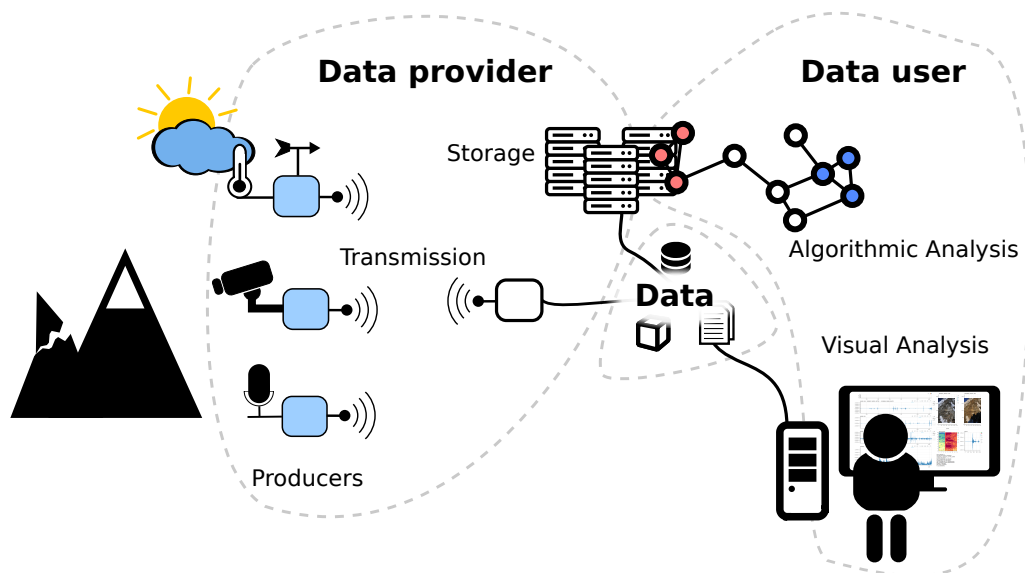 Data provider
Data user
Storage
Transmission
Algorithmic Analysis
Data
Visual Analysis
Producers